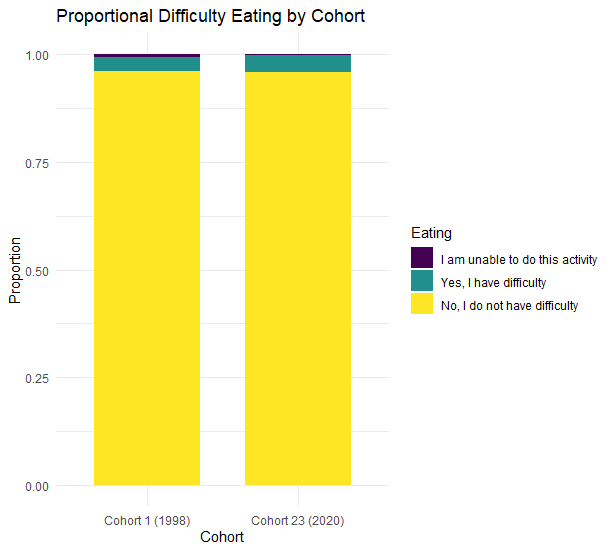 Proportional Difficulty Eating by Cohort
1.00
0.75
0.50
0.25
0.00
Proportion
Cohort 1 (1998)
Cohort 23 (2020)
Cohort
Eating
I am unable to do this activity
Yes, I have difficulty
No, I do not have difficulty